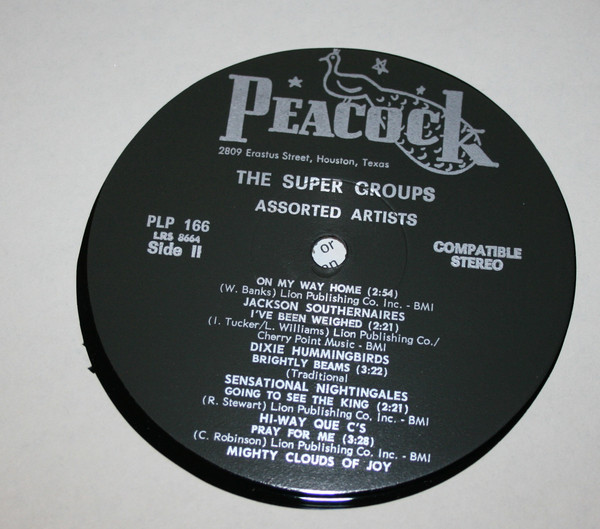 PEACOCK
2809 Erastus Street, Houston, Texas
THE SUPER GROUPS
ASSORTED ARTISTS
PLP 166
LRS 8664
Side II
COMPATIBLE
STEREO
or
on
ON MY WAY HOME (2:54)
(W. Banks) Lion Publishing Co. Inc. - BMI
JACKSON SOUTHERNAIRES
I'VE BEEN WEIGHED (2:21)
(I. Tucker/L. Williams) Lion Publishing Co./
Cherry Point Music - BMI
DIXIE HUMMINGBIRDS
BRIGHTLY BEAMS (3:22)
(Traditional
SENSATIONAL NIGHTINGALES
GOING TO SEE THE KING (2:21)
(R. Stewart) Lion Publishing Co. Inc. - BMI
HI-WAY QUE C'S
PRAY FOR ME (3:28)
(C. Robinson) Lion Publishing Co. Inc. - BMI
MIGHTY CLOUDS OF JOY